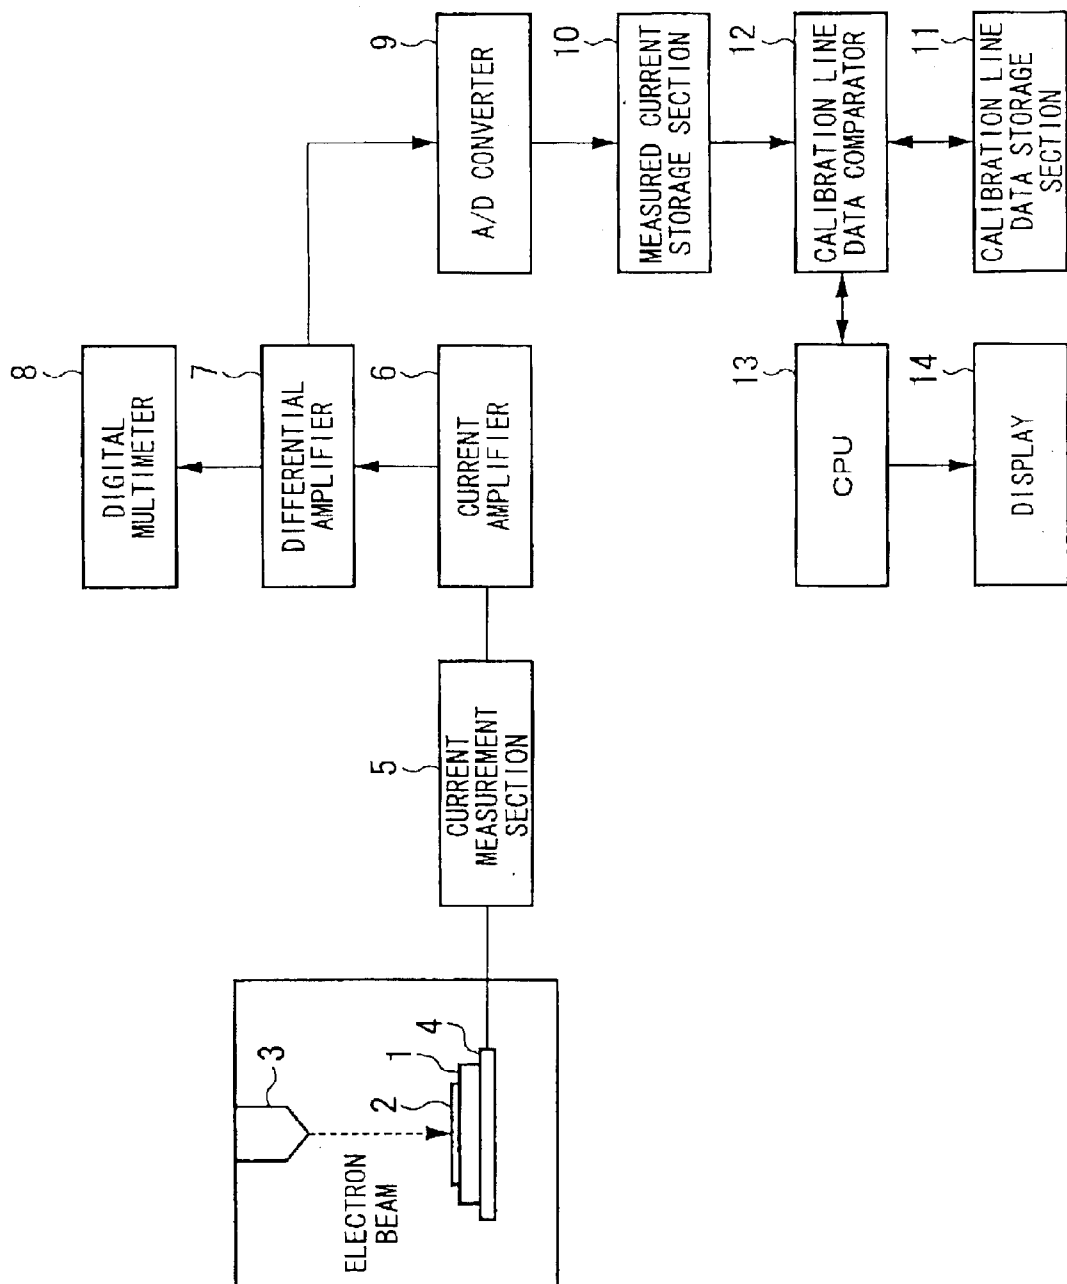 ELECTRON
BEAM
3
2
1
4
5
CURRENT
MEASUREMENT
SECTION
8
DIGITAL
MULTIMETER
7
DIFFERENTIAL
AMPLIFIER
6
CURRENT
AMPLIFIER
9
A/D CONVERTER
10
MEASURED CURRENT
STORAGE SECTION
12
CALIBRATION LINE
DATA COMPARATOR
11
CALIBRATION LINE
DATA STORAGE
SECTION
13
CPU
14
DISPLAY